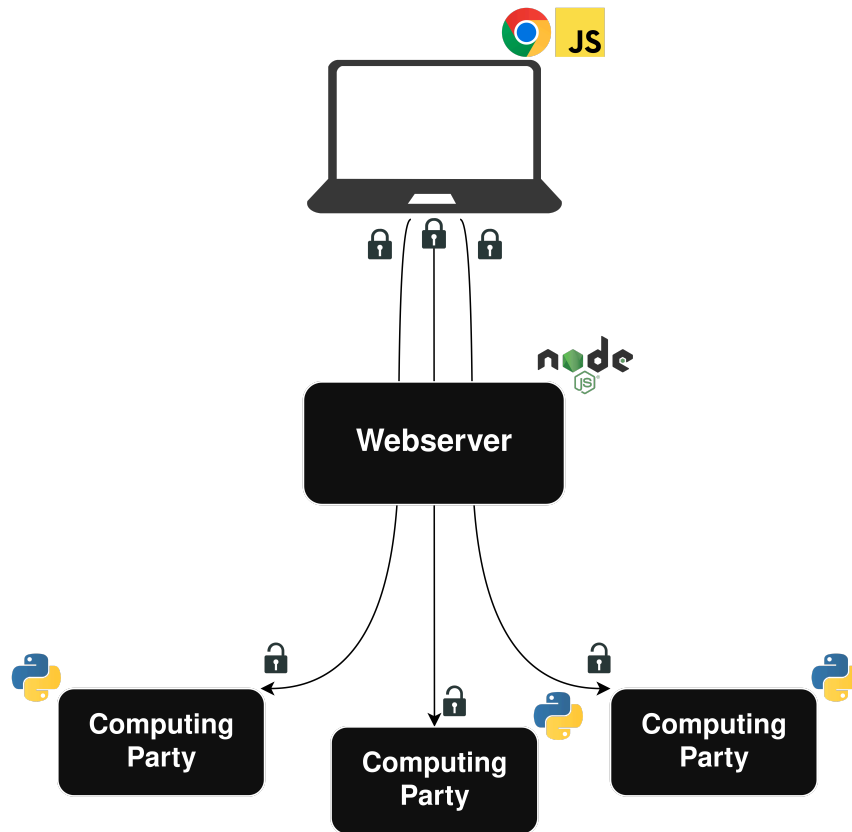 JS
node
JS
Webserver
Computing
Party
Computing
Party
Computing
Party